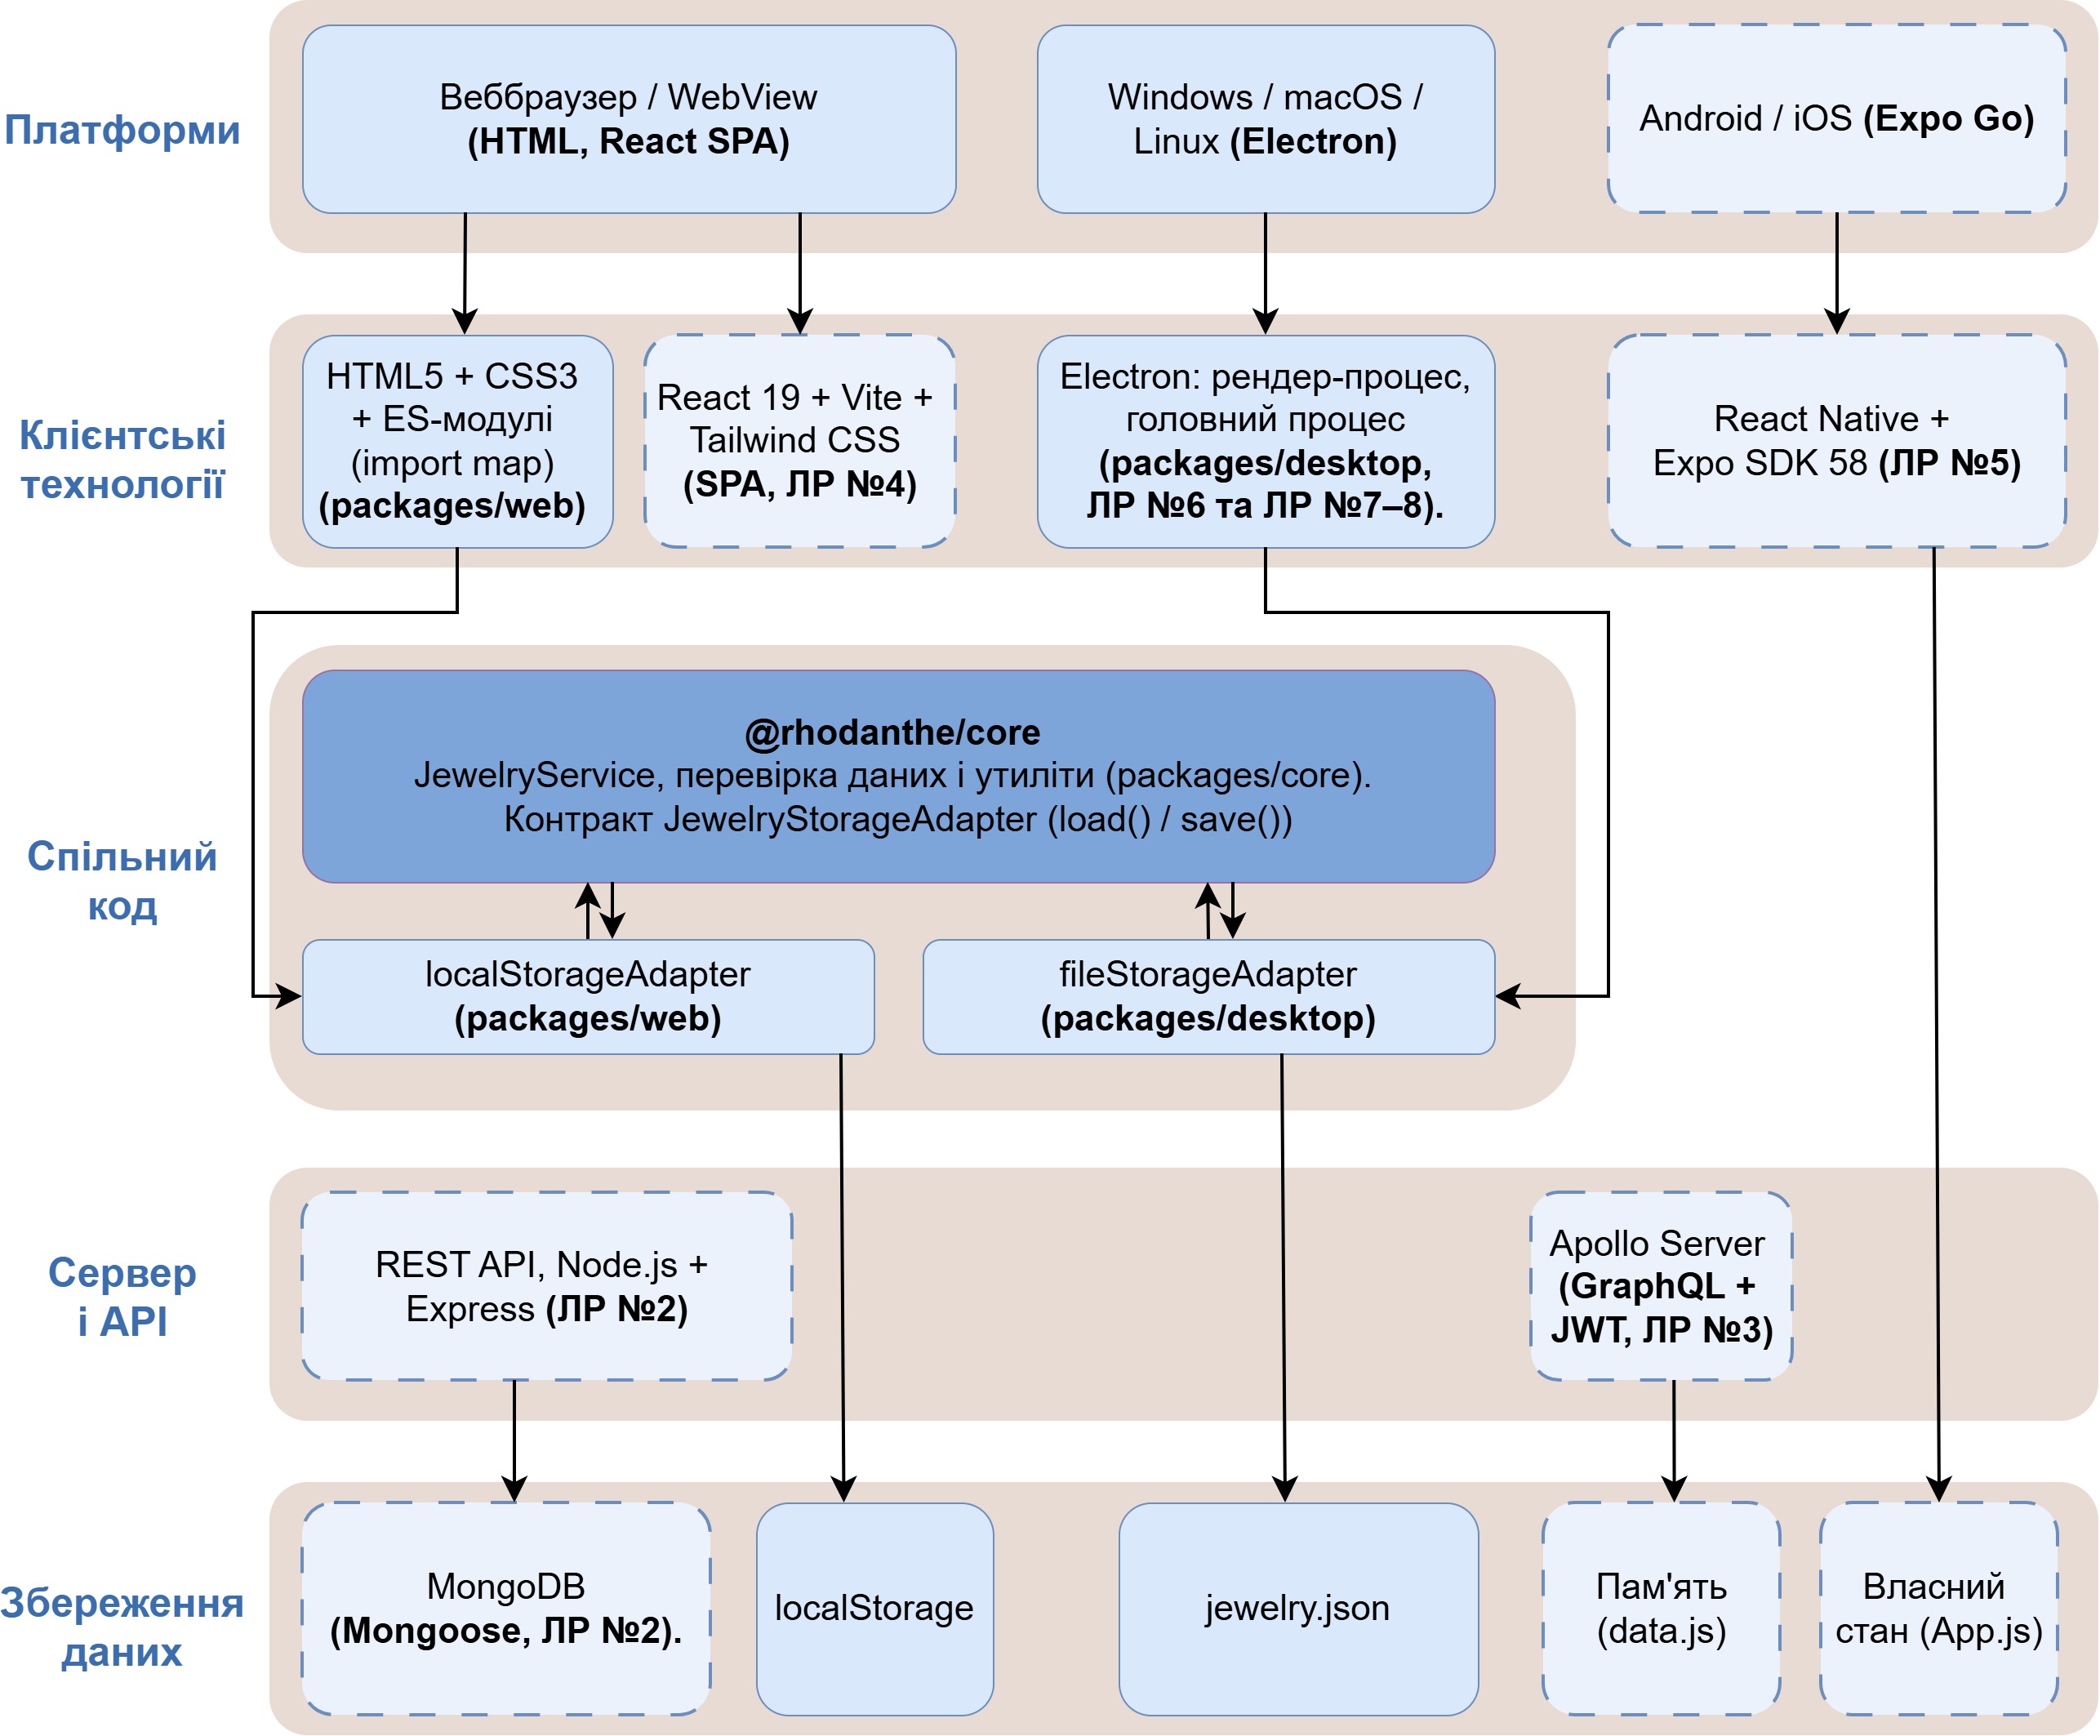 Платформи
Веббраузер / WebView
(HTML, React SPA)
Windows / macOS /
Linux (Electron)
Android / iOS (Expo Go)
Клієнтські
технології
HTML5 + CSS3
+ ES-модулі
(import map)
(packages/web)
React 19 + Vite +
Tailwind CSS
(SPA, ЛР №4)
Electron: рендер-процес,
головний процес
(packages/desktop,
ЛР №6 та ЛР №7–8).
React Native +
Expo SDK 58 (ЛР №5)
Спільний
код
@rhodanthe/core
JewelryService, перевірка даних і утиліти (packages/core).
Контракт JewelryStorageAdapter (load() / save())
localStorageAdapter
(packages/web)
fileStorageAdapter
(packages/desktop)
Сервер
і API
REST API, Node.js +
Express (ЛР №2)
Apollo Server
(GraphQL +
JWT, ЛР №3)
Збереження
даних
MongoDB
(Mongoose, ЛР №2).
localStorage
jewelry.json
Пам'ять
(data.js)
Власний
стан (App.js)